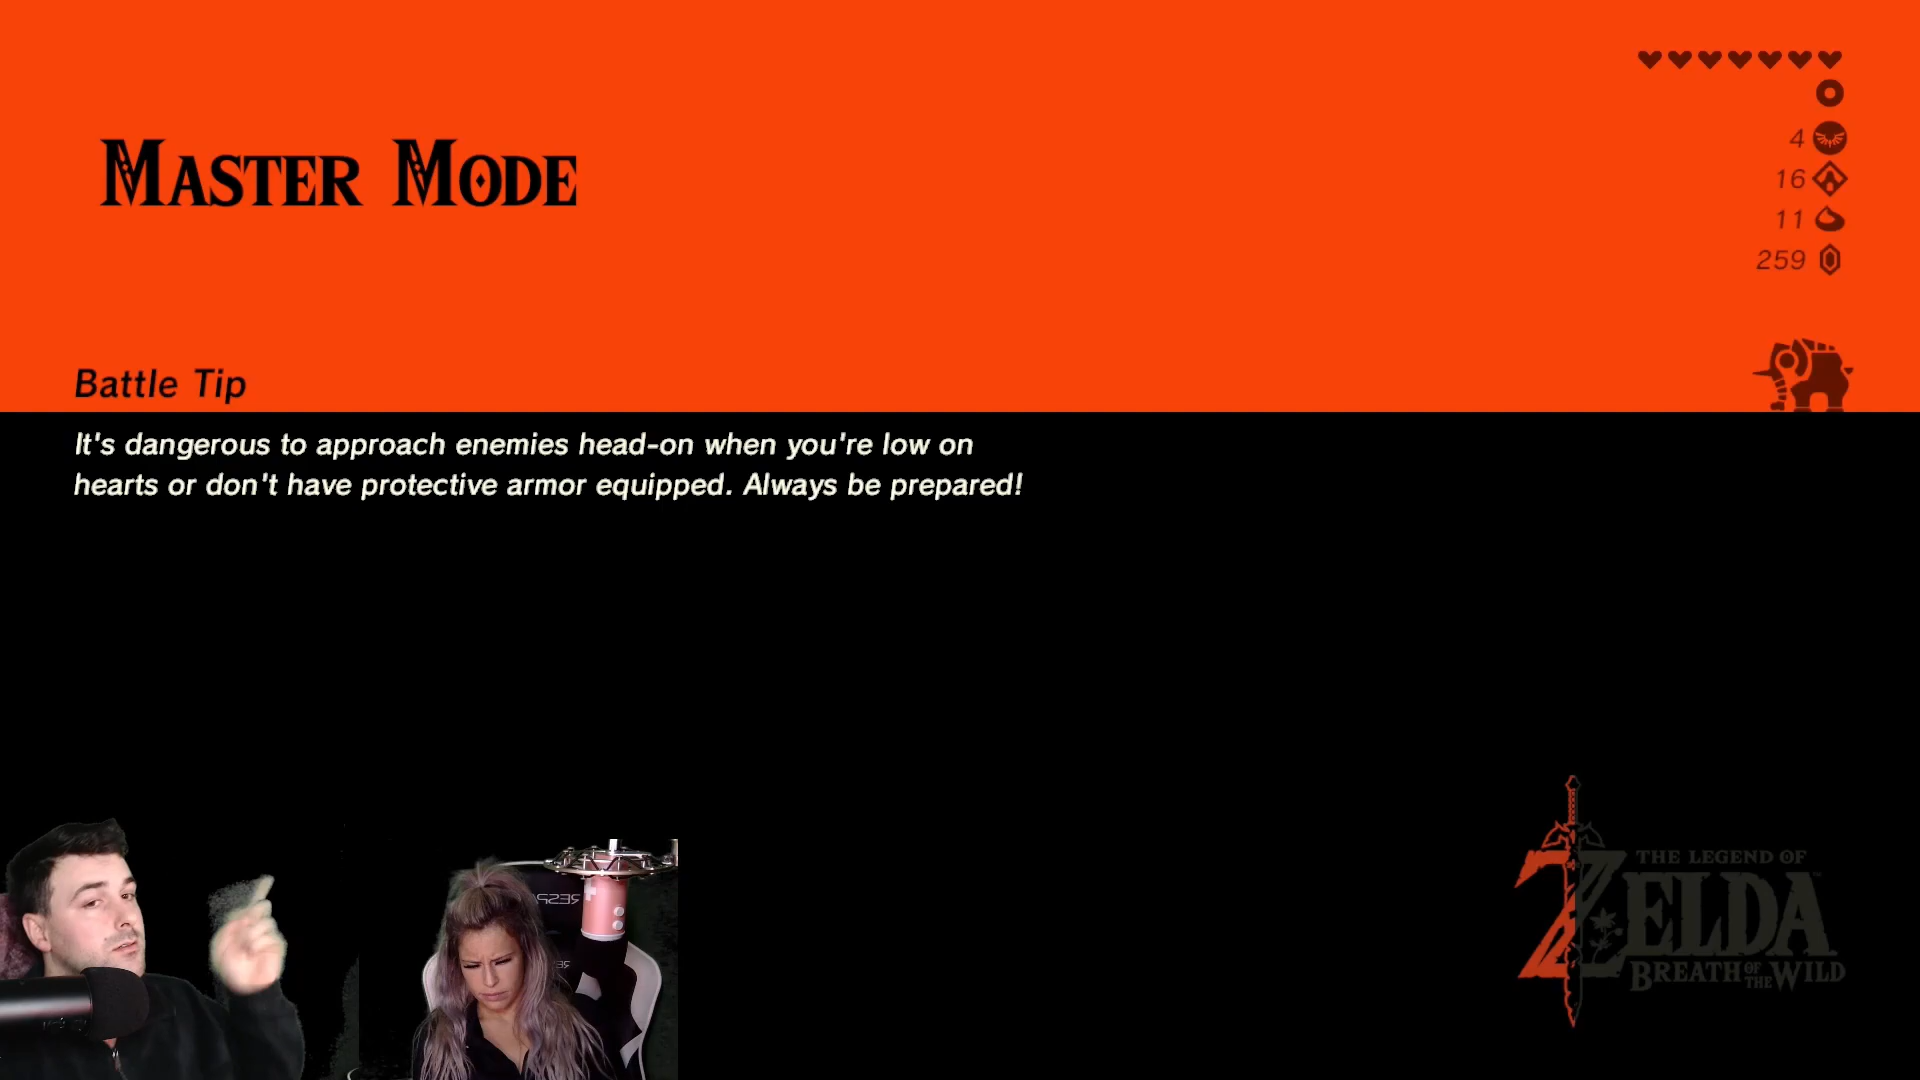 MASTER MODE
4
16
11
259
Battle Tip
It's dangerous to approach enemies head-on when you're low on
hearts or don't have protective armor equipped. Always be prepared!
THE LEGEND OF
ZELDA
BREATH OF THE WILD